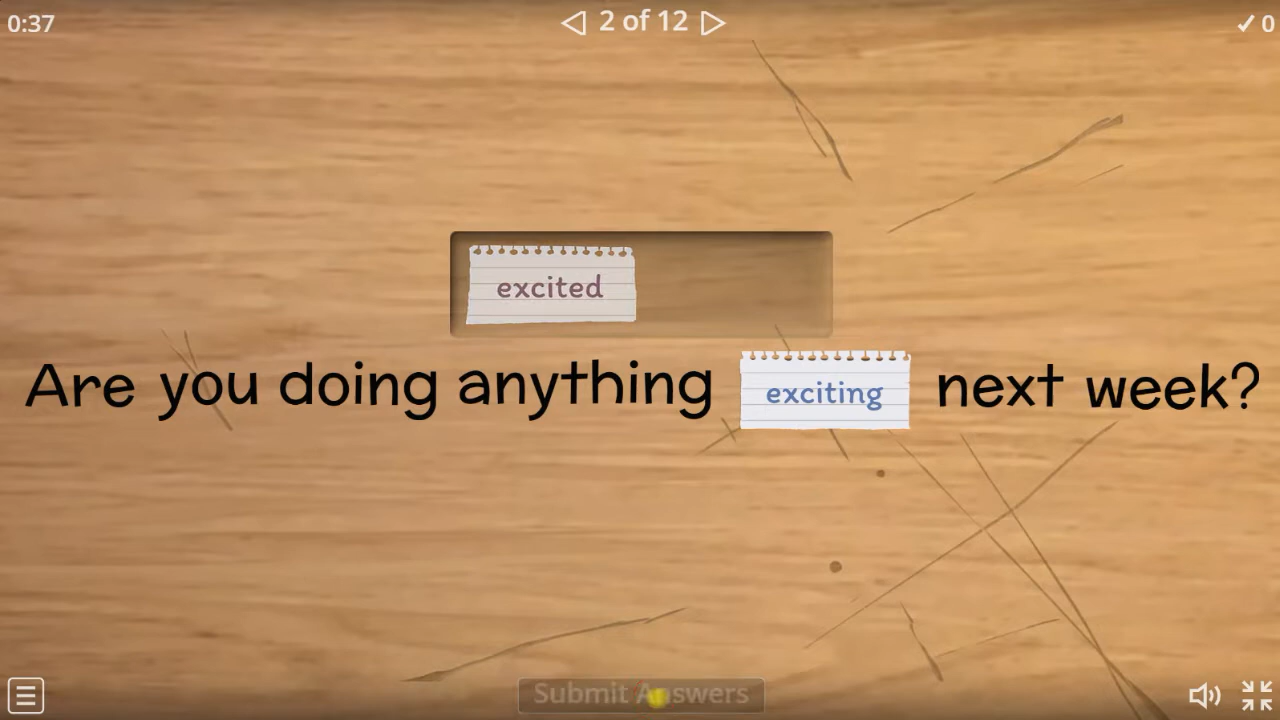 0:37
2 of 12
✓ 0
excited
Are you doing anything exciting next week?
Submit Answers